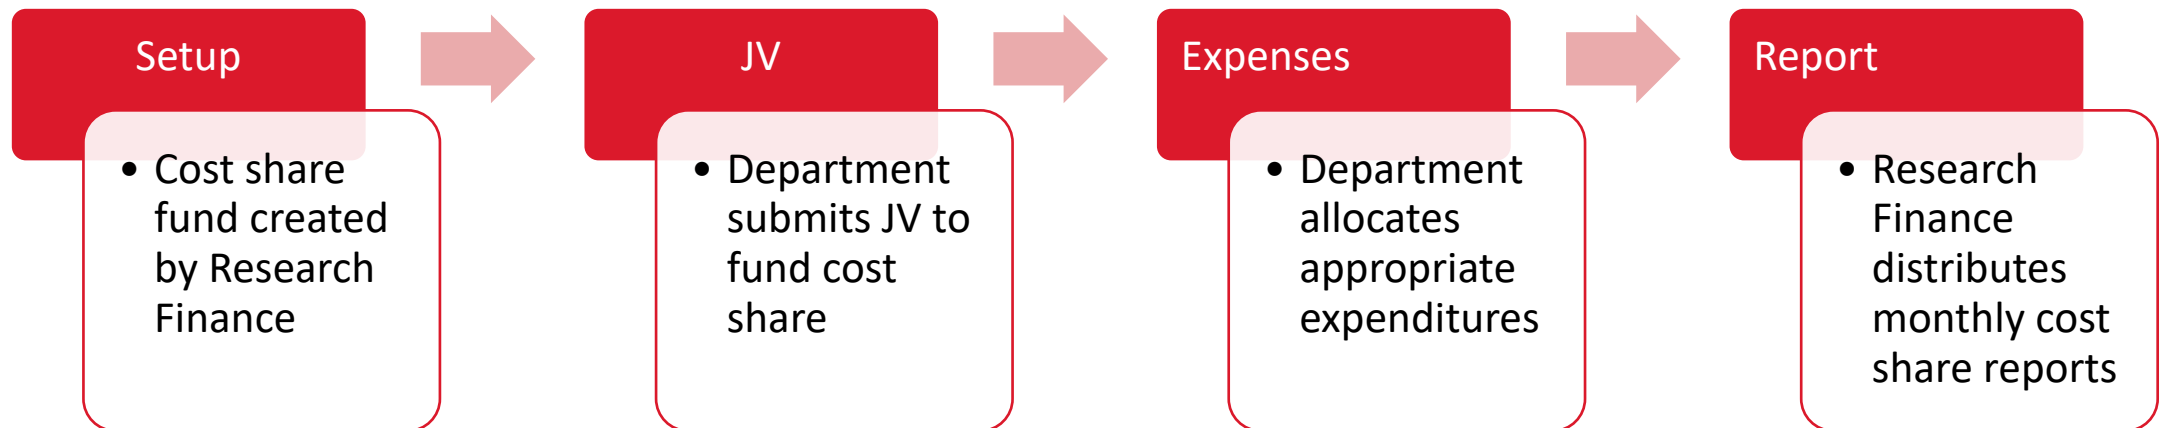 Setup
• Cost share
fund created
by Research
Finance
JV
• Department
submits JV to
fund cost
share
Expenses
• Department
allocates
appropriate
expenditures
Report
• Research
Finance
distributes
monthly cost
share reports